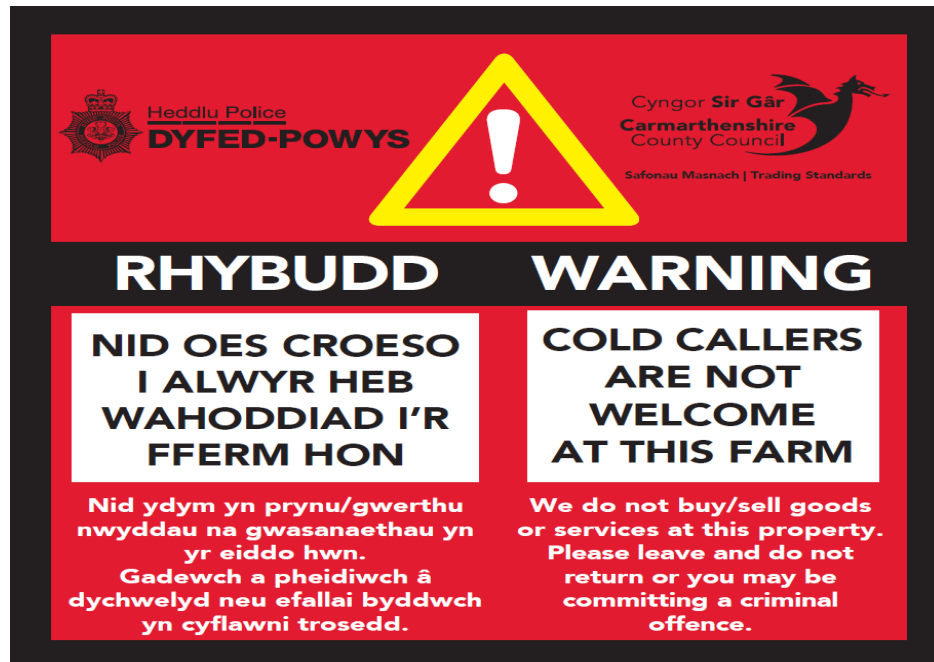 Heddlu Police
DYFED-POWYS
Cyngor Sir Gâr
Carmarthenshire
County Council
Safonau Masnach | Trading Standards
RHYBUDD
NID OES CROESO
I ALWYR HEB
WAHODDIAD I'R
FFERM HON
Nid ydym yn prynu/gwerthu
nwyddau na gwasanaethau yn
yr eiddo hwn.
Gadewch a pheidiwch â
dychwelyd neu efallai byddwch
yn cyflawni trosedd.
WARNING
COLD CALLERS
ARE NOT
WELCOME
AT THIS FARM
We do not buy/sell goods
or services at this property.
Please leave and do not
return or you may be
committing a criminal
offence.